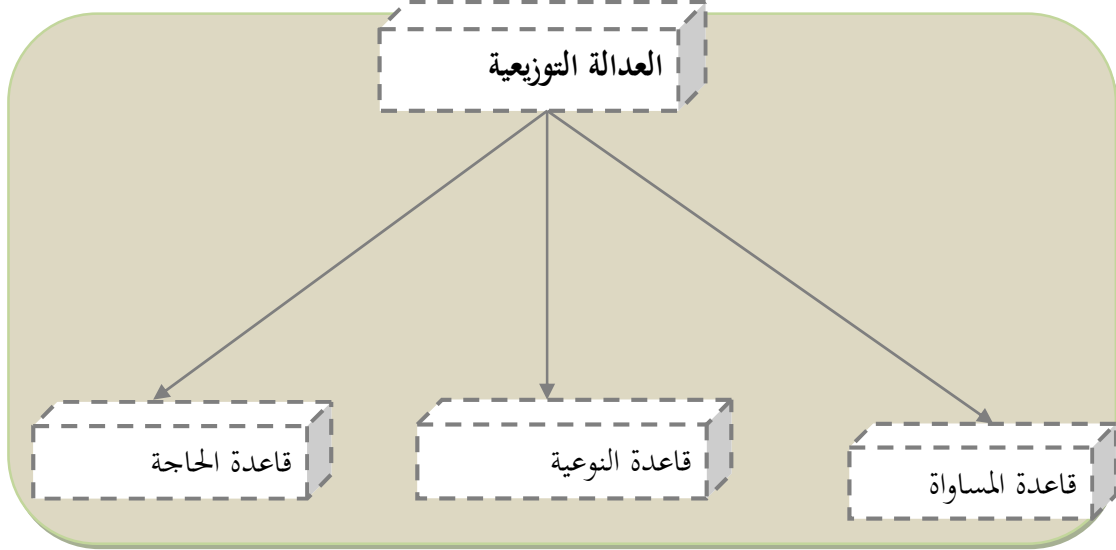 العدالة التوزيعية
قاعدة المساواة
قاعدة النوعية
قاعدة الحاجة